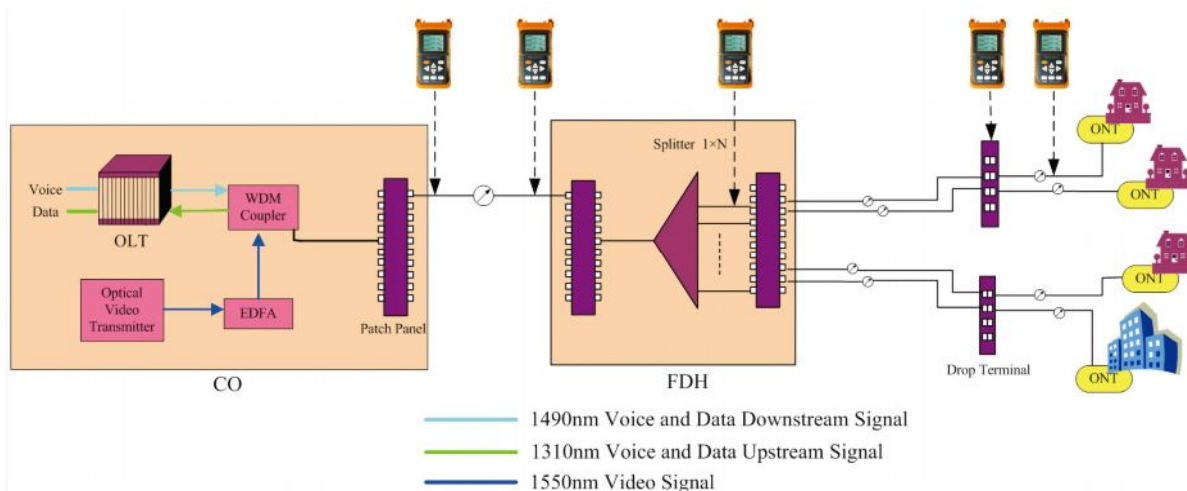 Splitter 1×N
ONT
ONT
ONT
ONT
Voice
Data
OLT
WDM
Coupler
Optical
Video
Transmitter
EDFA
Patch Panel
Drop Terminal
CO
FDH
1490nm Voice and Data Downstream Signal
1310nm Voice and Data Upstream Signal
1550nm Video Signal